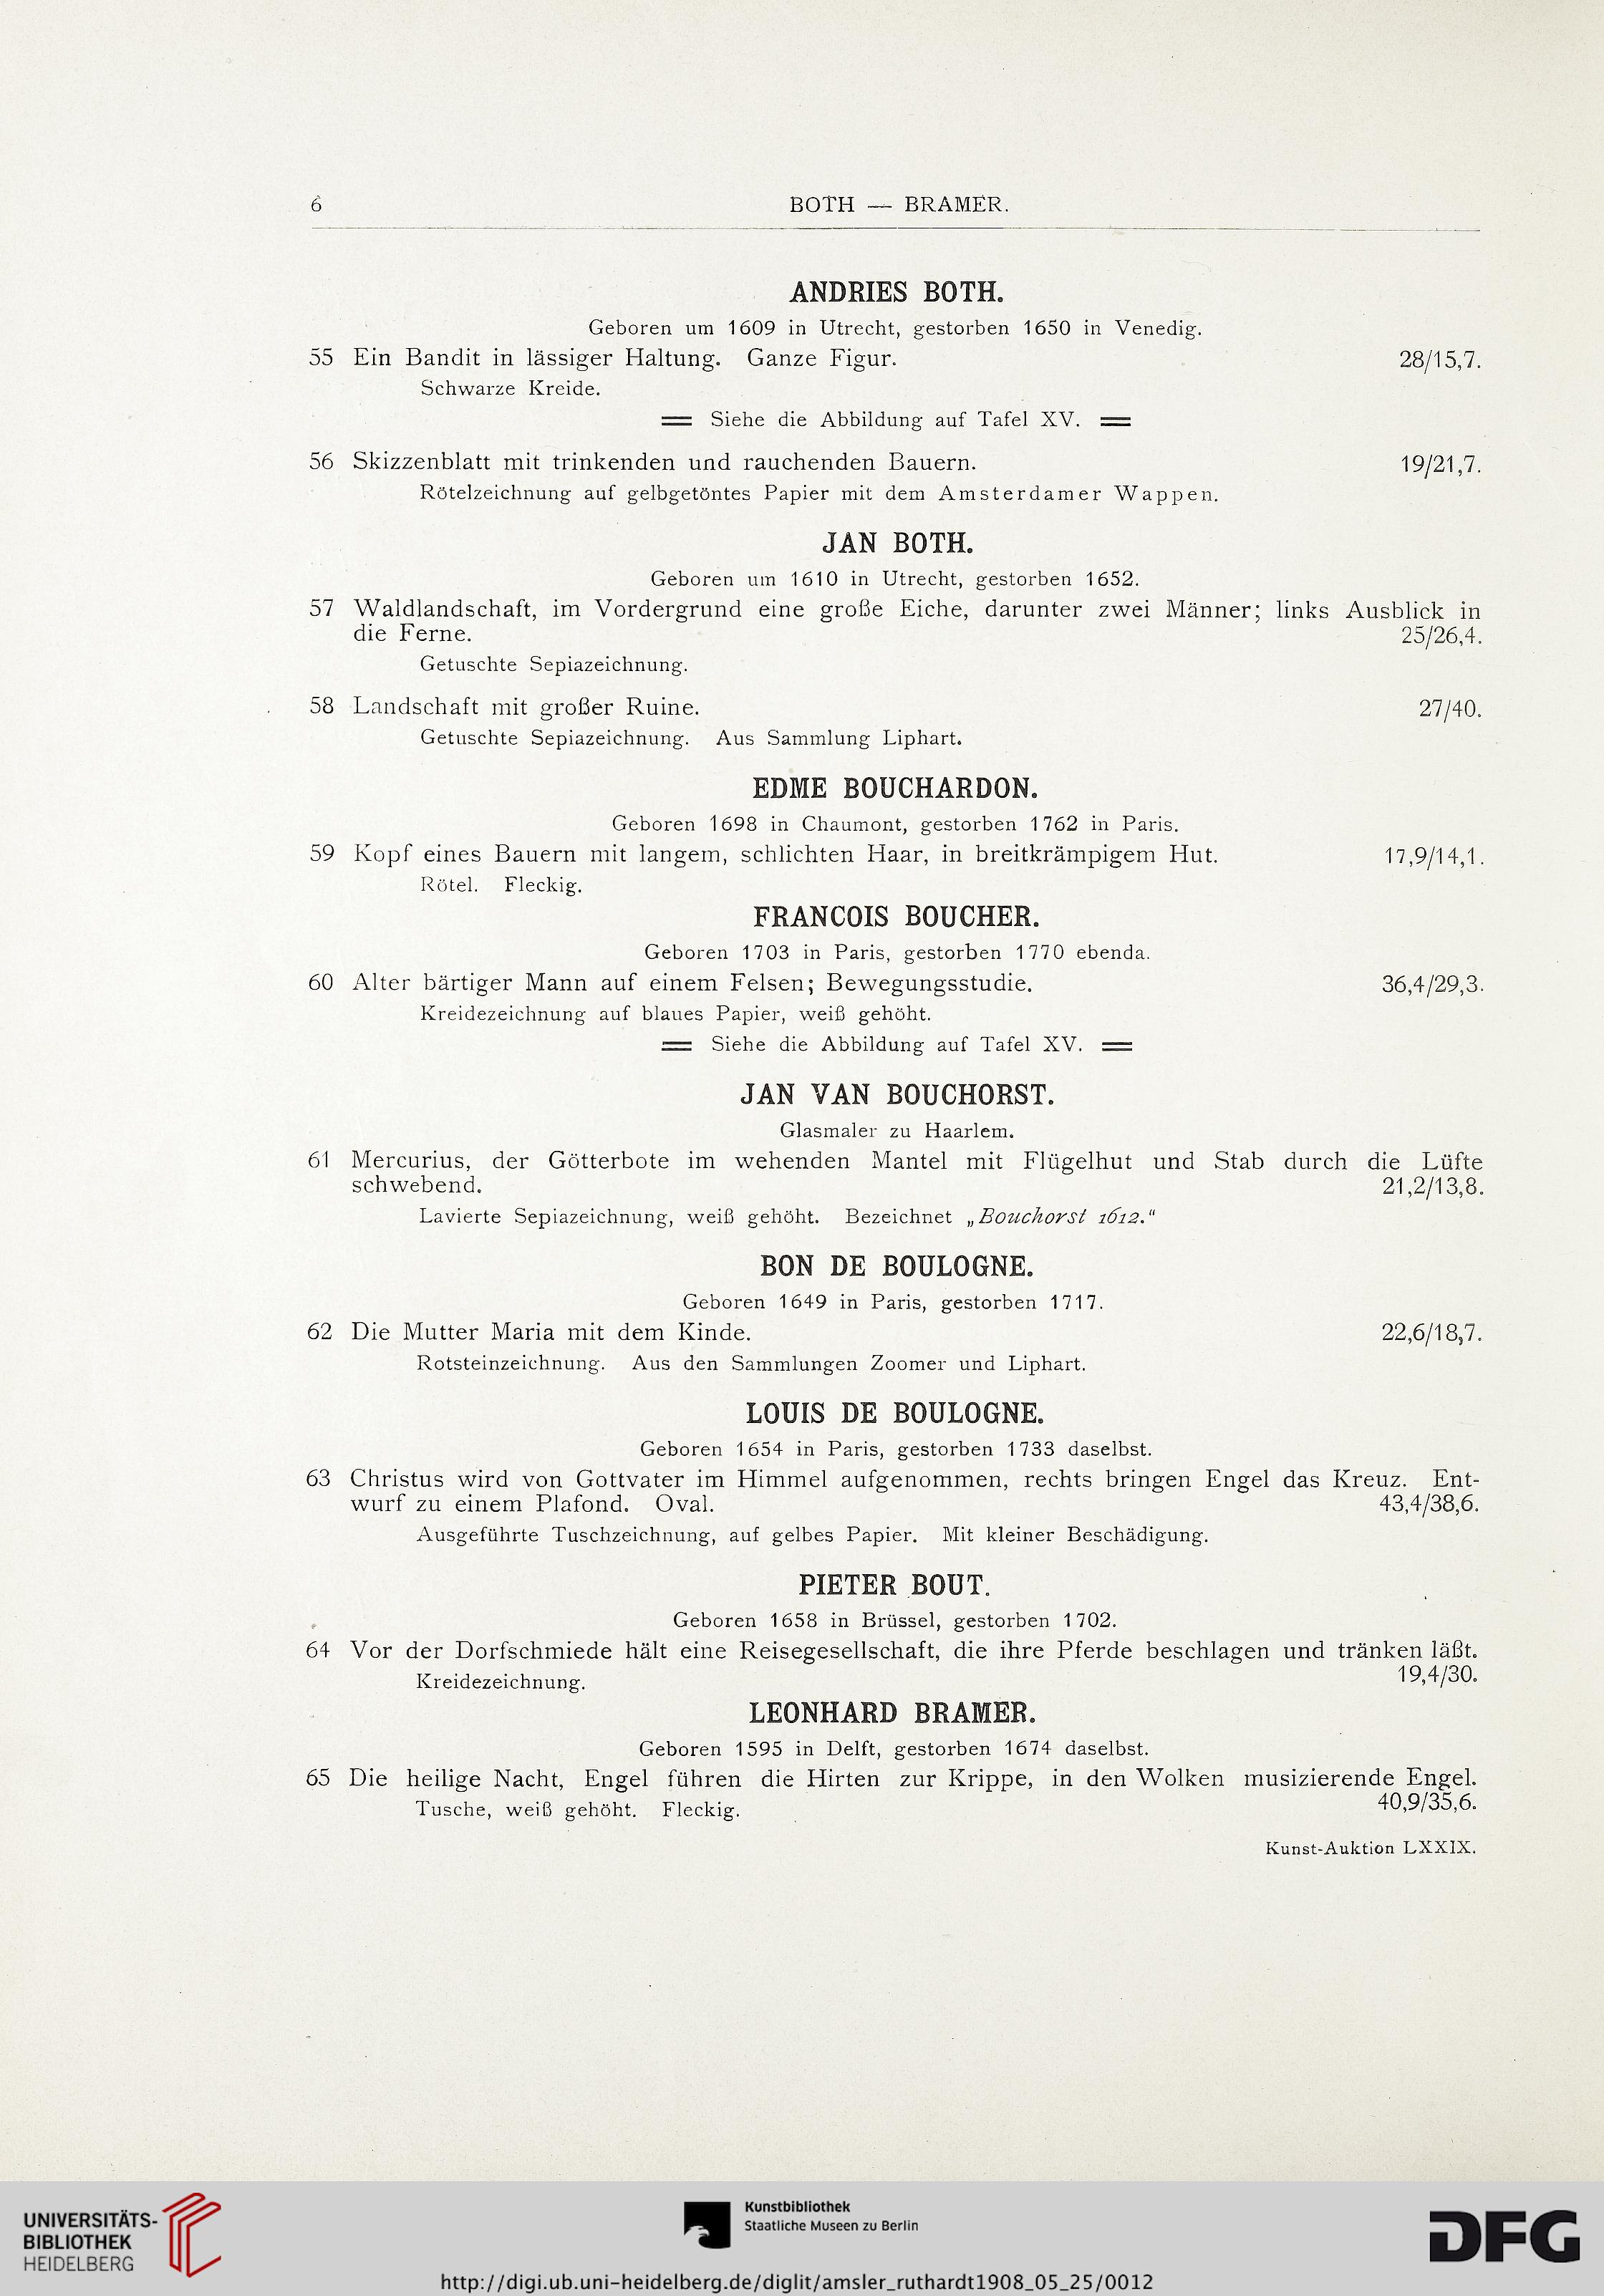 6 BOTH — BRAMER.
ANDRIES BOTH.
Geboren um 1609 in Utrecht, gestorben 1650 in Venedig.
55 Ein Bandit in lässiger Haltung. Ganze Figur. 28/15,7.
Schwarze Kreide.
== Siehe die Abbildung auf Tafel XV. ==
56 Skizzenblatt mit trinkenden und rauchenden Bauern. 19/21,7.
Rötelzeichnung auf gelbgetöntes Papier mit dem Amsterdamer Wappen.
JAN BOTH.
Geboren um 1610 in Utrecht, gestorben 1652.
57 Waldlandschaft, im Vordergrund eine große Eiche, darunter zwei Männer; links Ausblick in
die Ferne. 25/26,4.
Getuschte Sepiazeichnung.
58 Landschaft mit großer Ruine. 27/40.
Getuschte Sepiazeichnung. Aus Sammlung Liphart.
EDME BOUCHARDON.
Geboren 1698 in Chaumont, gestorben 1762 in Paris.
59 Kopf eines Bauern mit langem, schlichten Haar, in breitkrämpigem Hut. 17,9/14,1.
Rötel. Fleckig.
FRANCOIS BOUCHER.
Geboren 1703 in Paris, gestorben 1770 ebenda.
60 Alter bärtiger Mann auf einem Felsen; Bewegungsstudie. 36,4/29,3.
Kreidezeichnung auf blaues Papier, weiß gehöht.
== Siehe die Abbildung auf Tafel XV. ==
JAN VAN BOUCHORST.
Glasmaler zu Haarlem.
61 Mercurius, der Götterbote im wehenden Mantel mit Flügelhut und Stab durch die Lüfte
schwebend. 21,2/13,8.
Lavierte Sepiazeichnung, weiß gehöht. Bezeichnet „Bouchorst 1612.“
BON DE BOULOGNE.
Geboren 1649 in Paris, gestorben 1717.
62 Die Mutter Maria mit dem Kinde. 22,6/18,7.
Rotsteinzeichnung. Aus den Sammlungen Zoomer und Liphart.
LOUIS DE BOULOGNE.
Geboren 1654 in Paris, gestorben 1733 daselbst.
63 Christus wird von Gottvater im Himmel aufgenommen, rechts bringen Engel das Kreuz. Ent-
wurf zu einem Plafond. Oval. 43,4/38,6.
Ausgeführte Tuschzeichnung, auf gelbes Papier. Mit kleiner Beschädigung.
PIETER BOUT.
Geboren 1658 in Brüssel, gestorben 1702.
64 Vor der Dorfschmiede hält eine Reisegesellschaft, die ihre Pferde beschlagen und tränken läßt.
Kreidezeichnung. 19,4/30.
LEONHARD BRAMER.
Geboren 1595 in Delft, gestorben 1674 daselbst.
65 Die heilige Nacht, Engel führen die Hirten zur Krippe, in den Wolken musizierende Engel.
Tusche, weiß gehöht. Fleckig. 40,9/35,6.
Kunst-Auktion LXXIX.
UNIVERSITÄTS-
BIBLIOTHEK
HEIDELBERG
Kunstbibliothek
Staatliche Museen zu Berlin
DFG
http://digi.ub.uni-heidelberg.de/diglit/amsler_ruthardt1908_05_25/0012